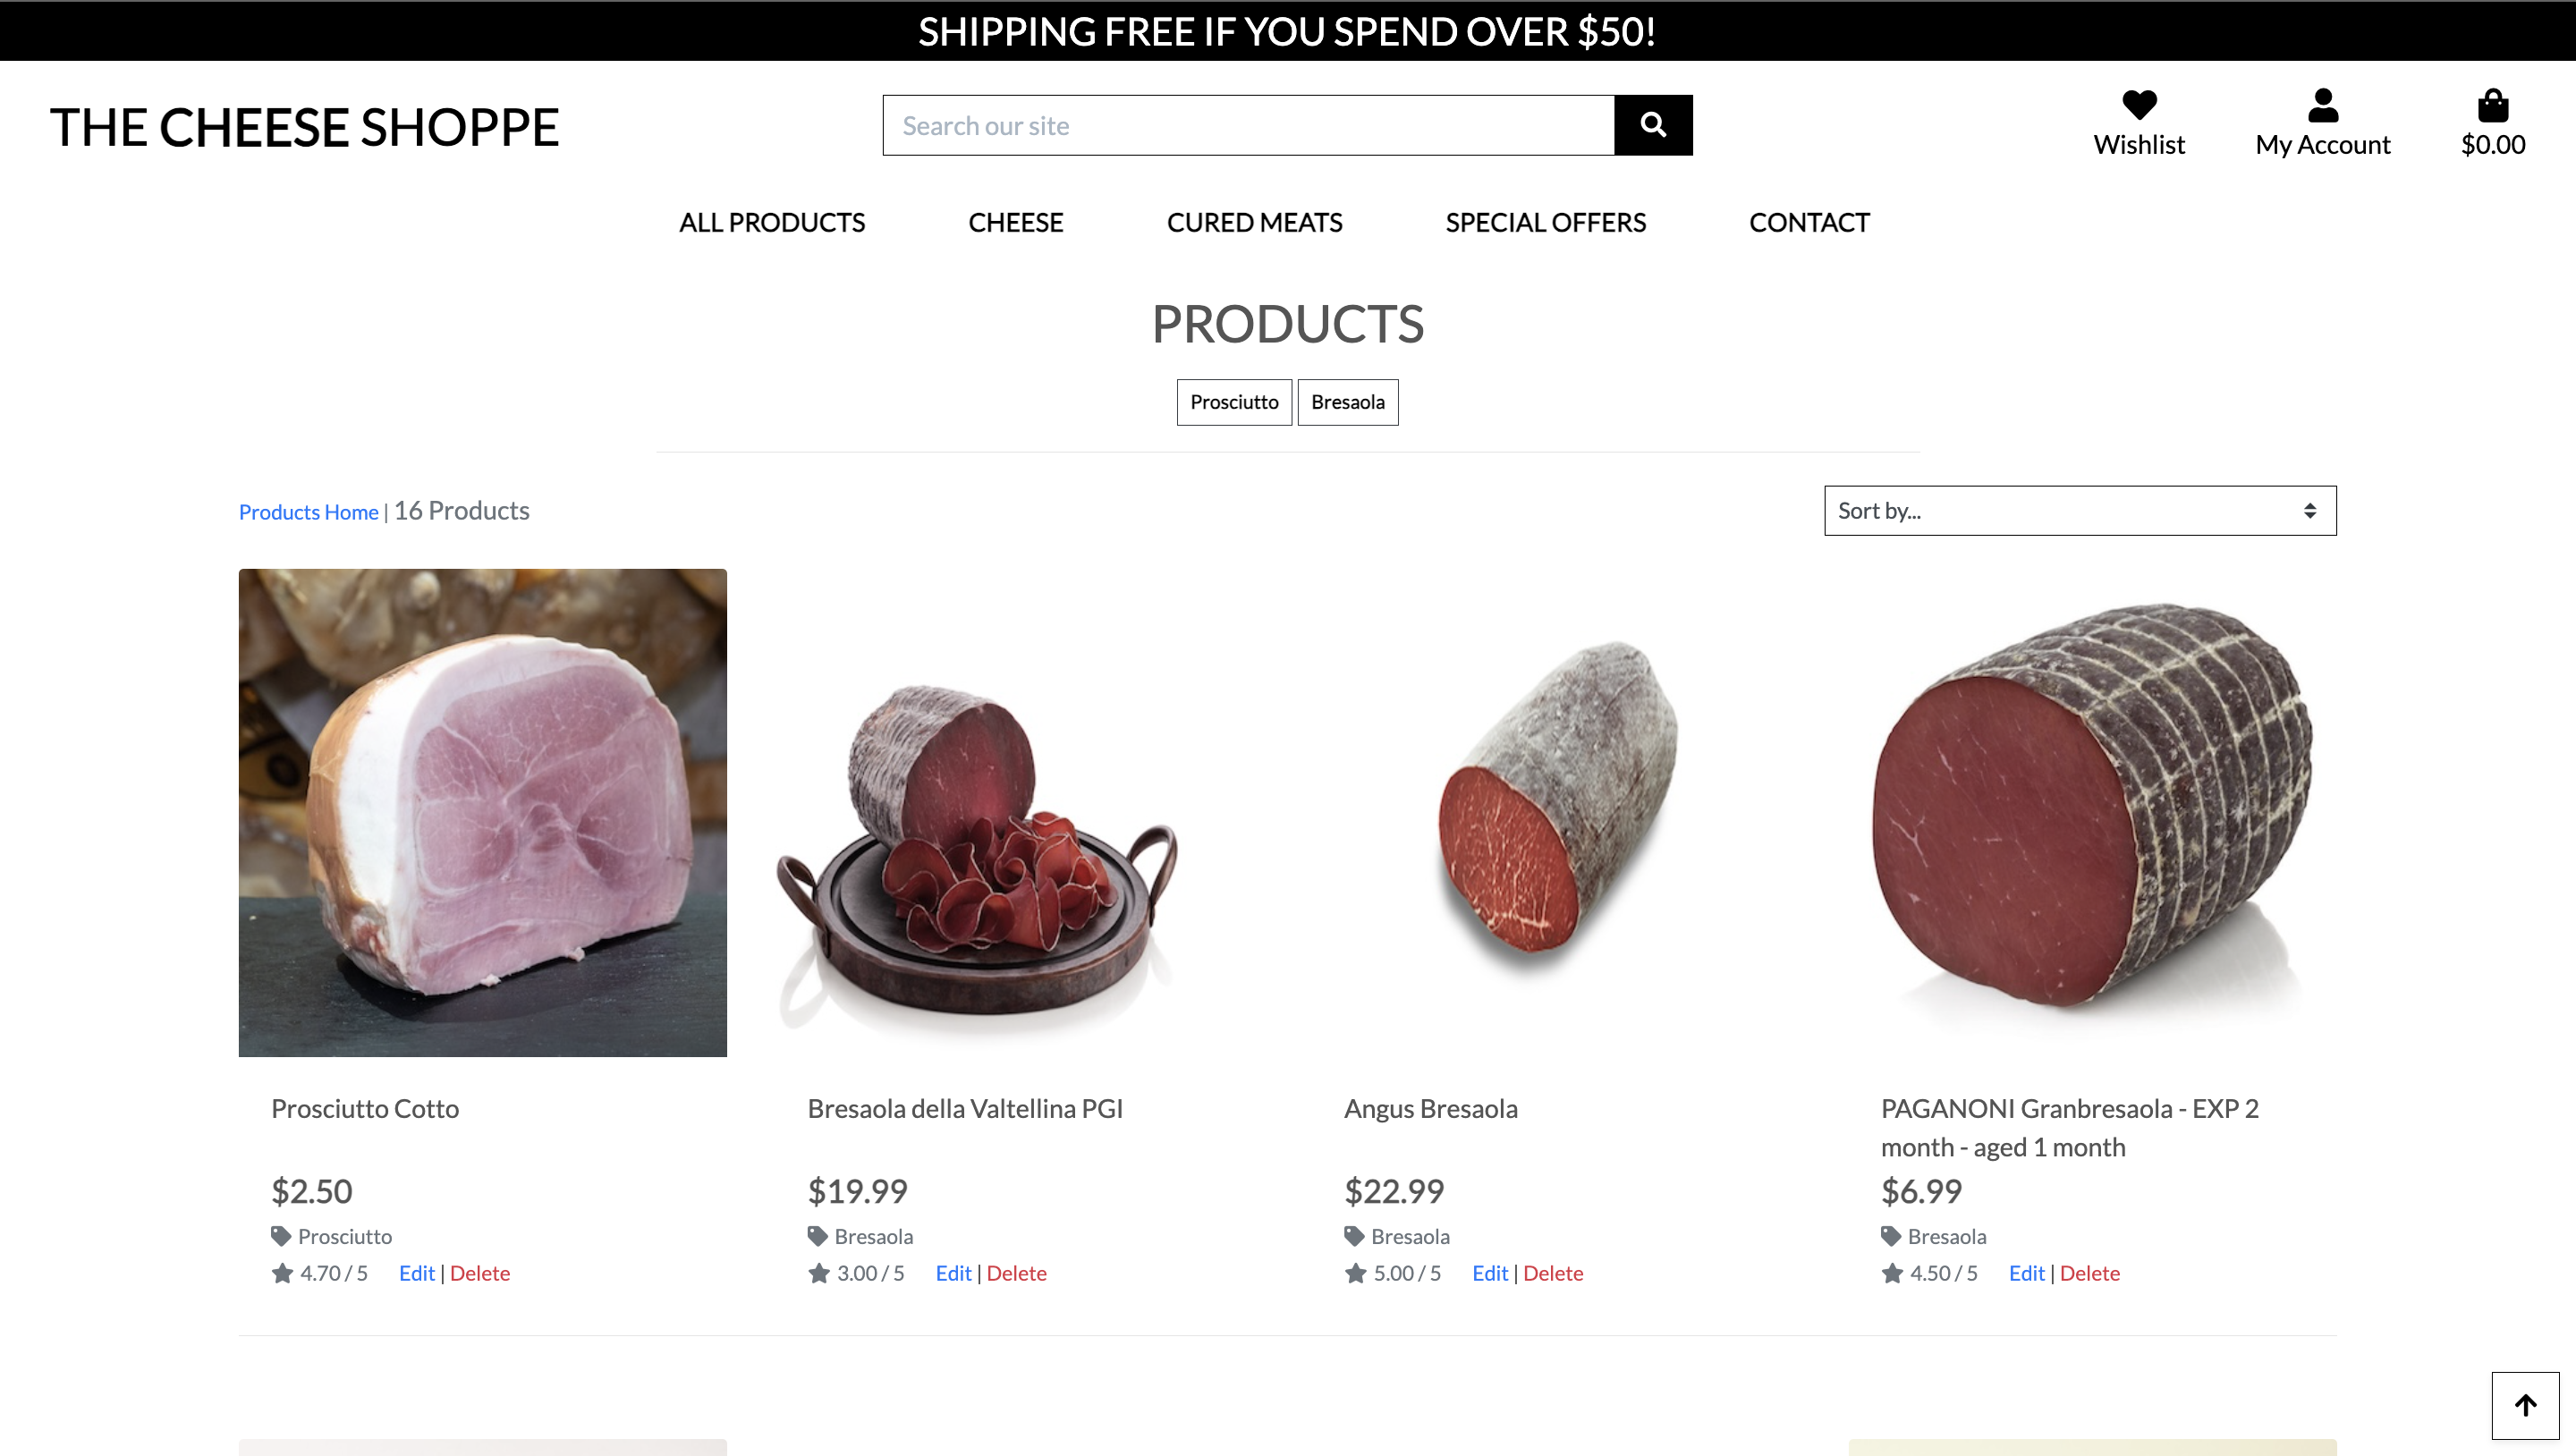 SHIPPING FREE IF YOU SPEND OVER $50!
THE CHEESE SHOPPE
Search our site
Wishlist
My Account
$0.00
ALL PRODUCTS
CHEESE
CURED MEATS
SPECIAL OFFERS
CONTACT
PRODUCTS
Prosciutto
Bresaola
Products Home | 16 Products
Sort by...
Prosciutto Cotto
$2.50
Prosciutto
4.70 / 5 Edit | Delete
Bresaola della Valtellina PGI
$19.99
Bresaola
3.00 / 5 Edit | Delete
Angus Bresaola
$22.99
Bresaola
5.00 / 5 Edit | Delete
PAGANONI Granbresaola - EXP 2
month - aged 1 month
$6.99
Bresaola
4.50 / 5 Edit | Delete